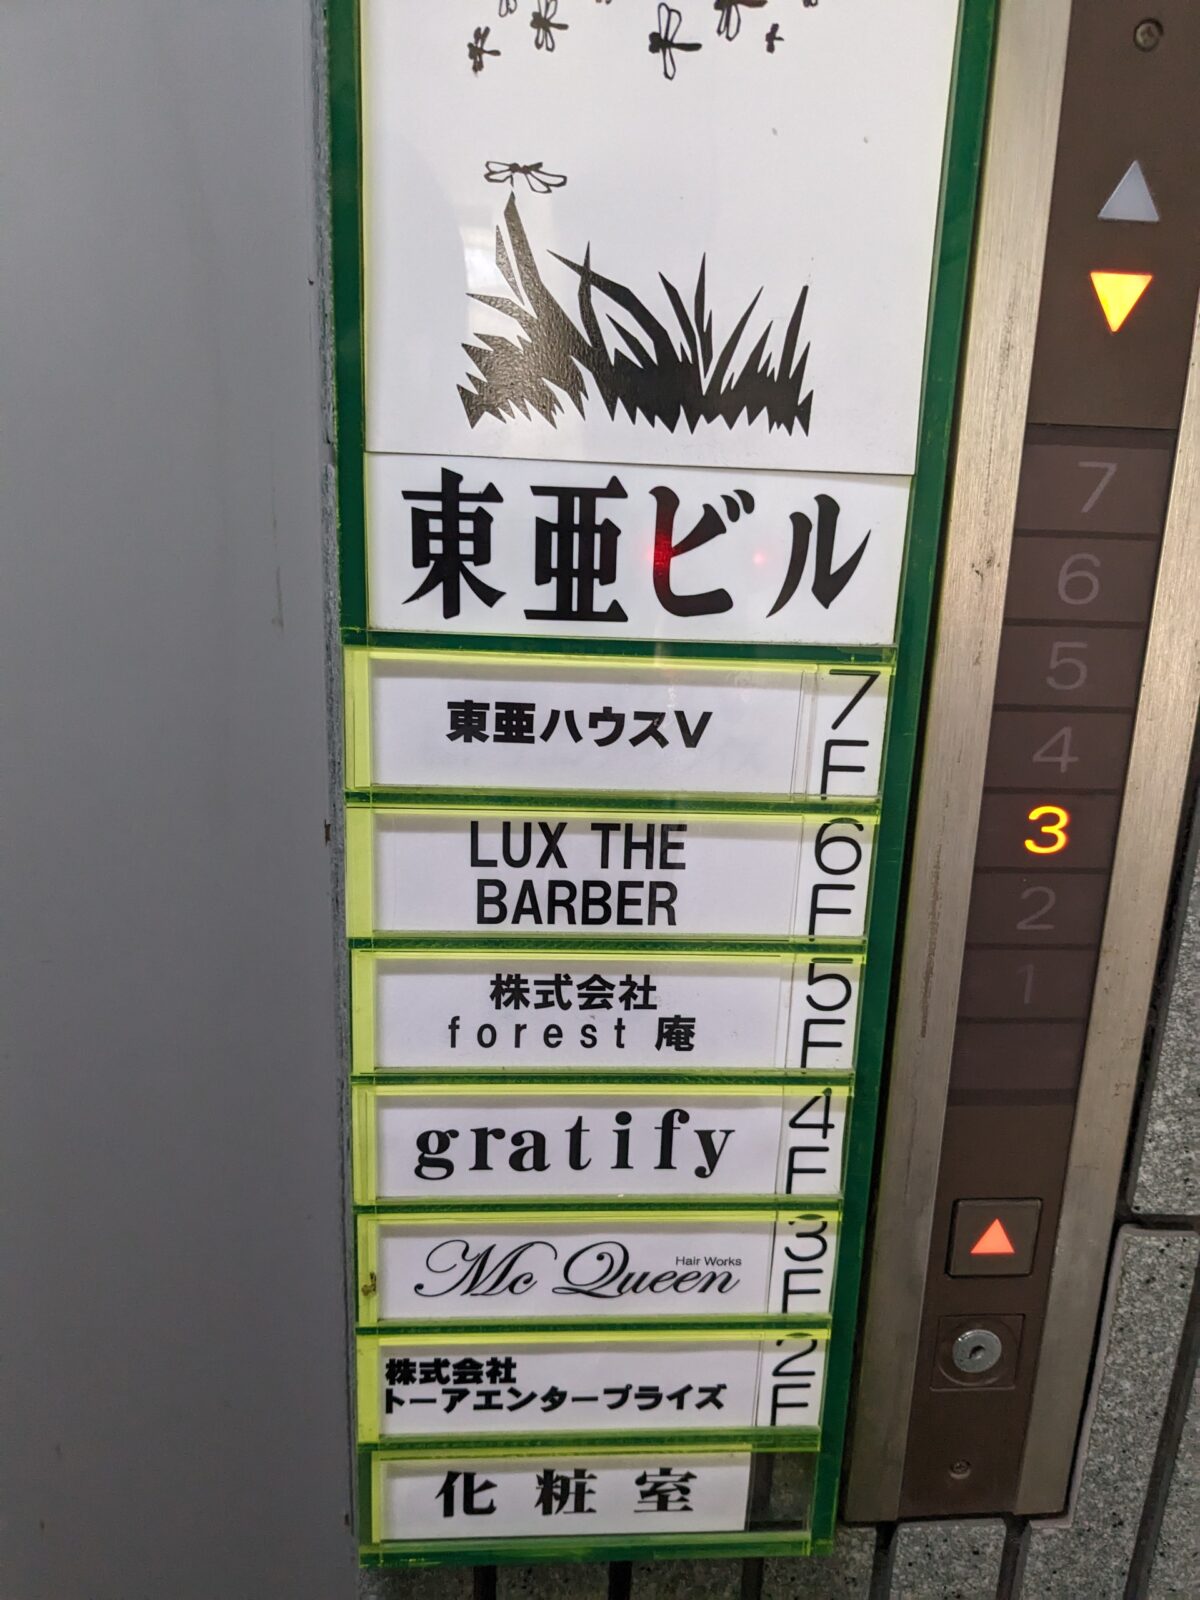 東亜ビル
東亜ハウスV 7F
LUX THE
BARBER 6F
株式会社
forest 庵 5F
gratify 4F
Hair Works
Mc Queen 3F
株式会社
トーアエンタープライズ 2F
化粧室
7
6
5
4
3
2
1